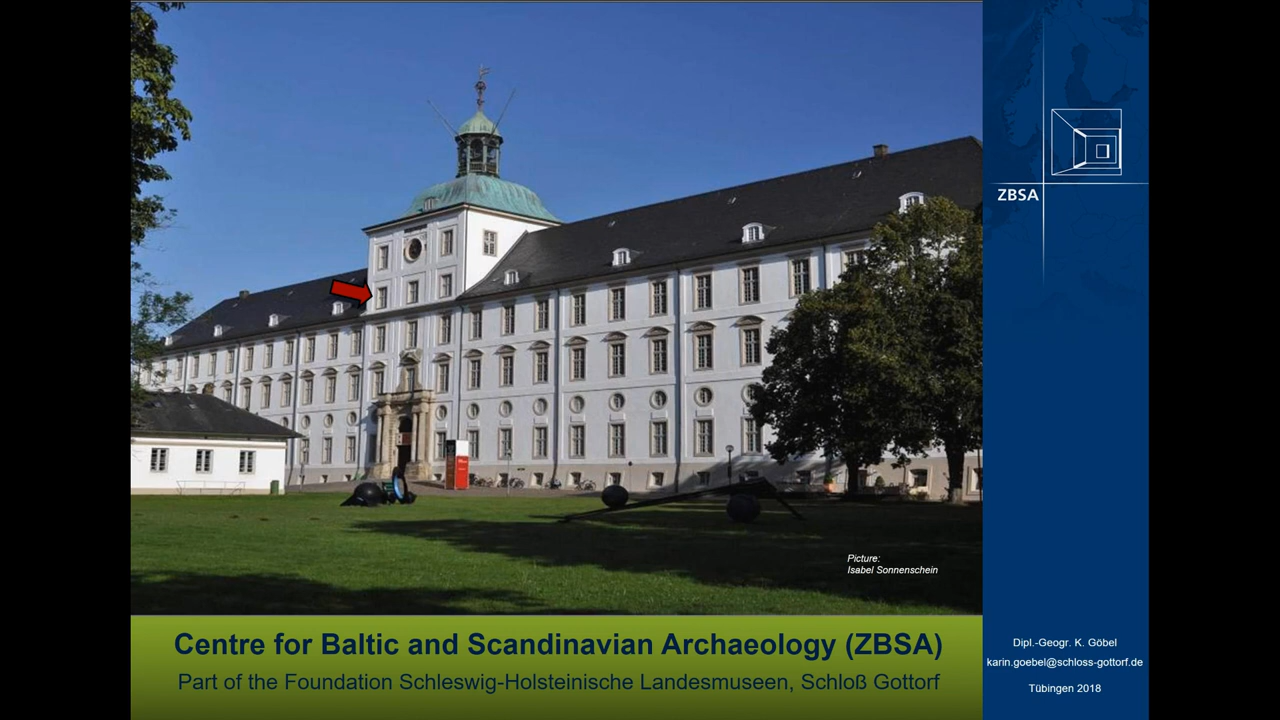 ZBSA
Picture:
Isabel Sonnenschein
Centre for Baltic and Scandinavian Archaeology (ZBSA)
Part of the Foundation Schleswig-Holsteinische Landesmuseen, Schloß Gottorf
Dipl.-Geogr. K. Göbel
karin.goebel@schloss-gottorf.de
Tübingen 2018